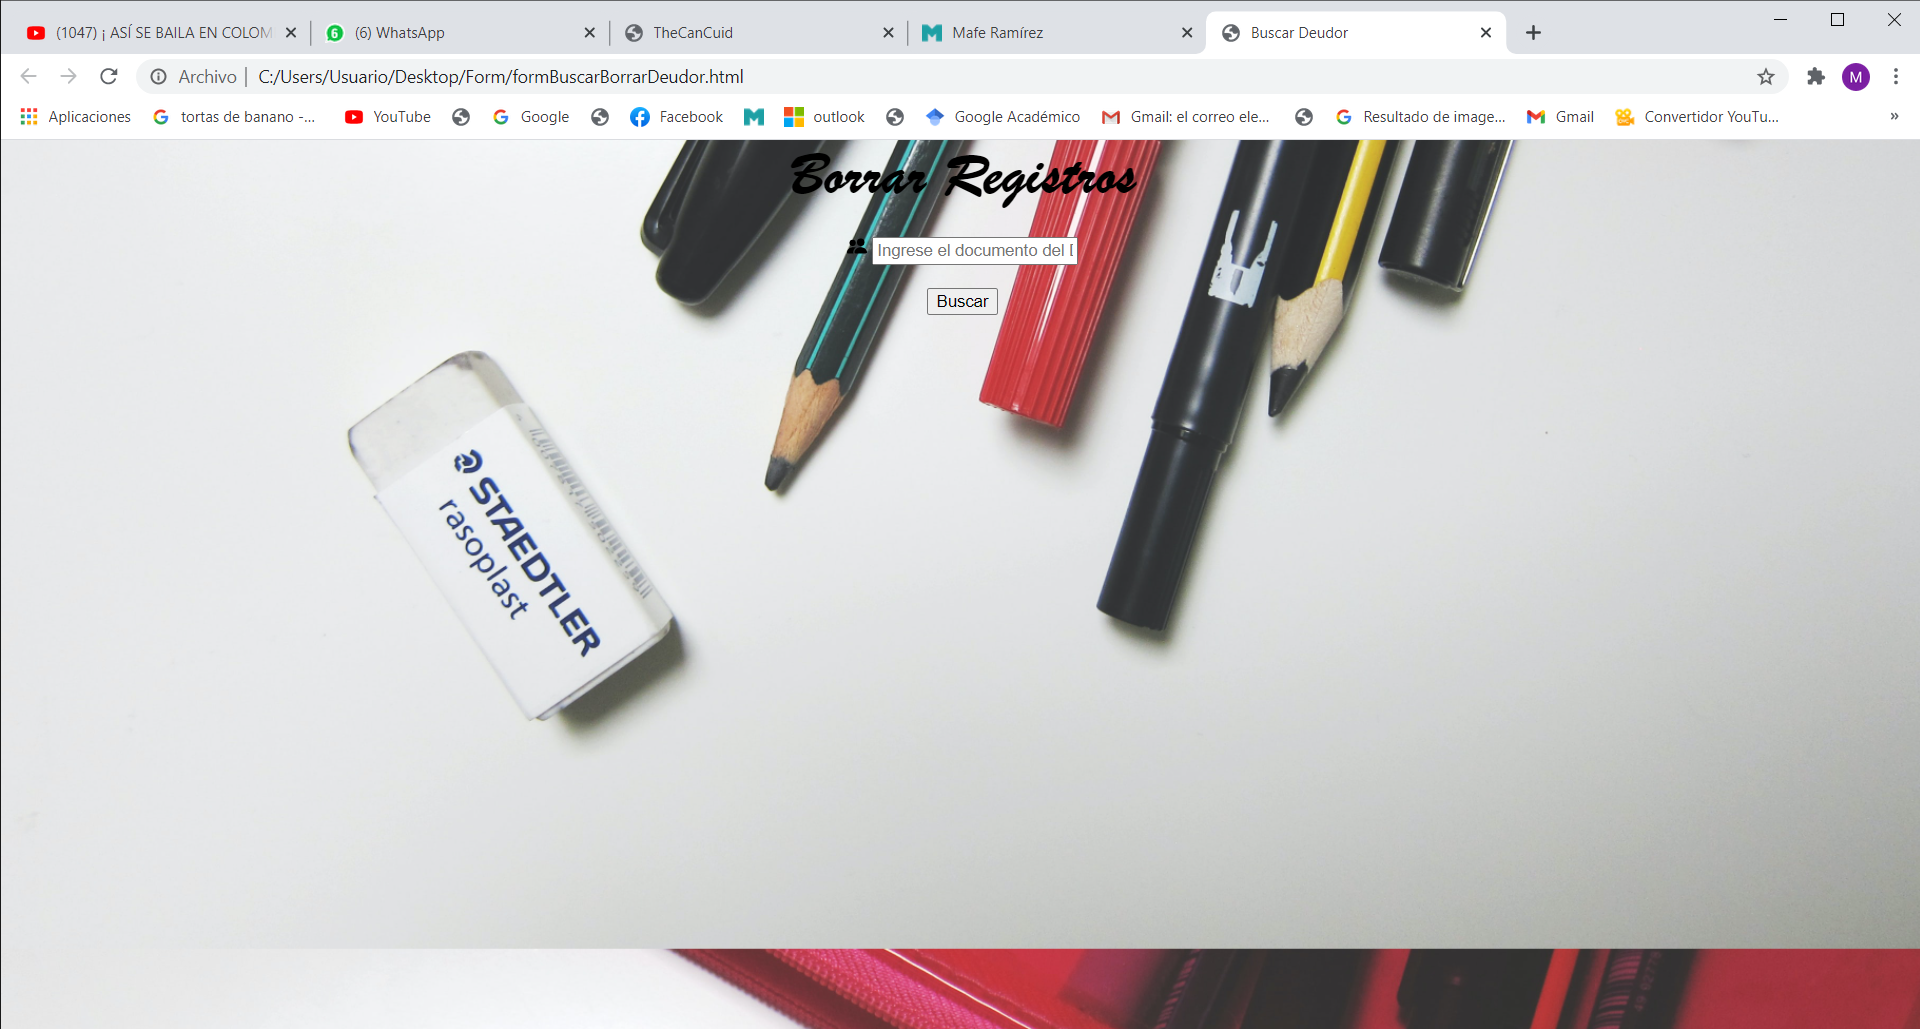 (1047) ¡ ASÍ SE BAILA EN COLOM
6 (6) WhatsApp
TheCanCuid
Mafe Ramírez
Buscar Deudor
Archivo | C:/Users/Usuario/Desktop/Form/formBuscarBorrarDeudor.html
M
Aplicaciones
tortas de banano -...
YouTube
Google
Facebook
outlook
Google Académico
Gmail: el correo ele...
Resultado de image...
Gmail
Convertidor YouTu...
»
Borrar Registros
Ingrese el documento del D
Buscar
STAEDTLER
rasoplast